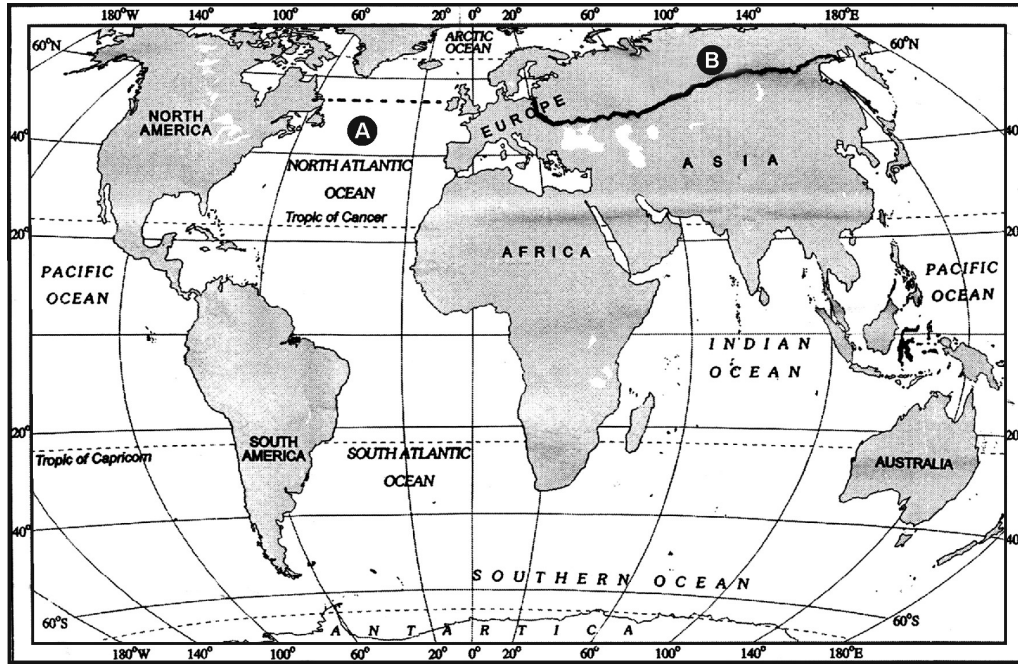 180°W 140° 100° 60° 20° 0° 20° 60° 100° 140° 180°E
ARCTIC
OCEAN
60°N
60°N
B
NORTH
AMERICA
EUROPE
A
40°
40°
ASIA
NORTH ATLANTIC
OCEAN
Tropic of Cancer
20°
20
AFRICA
PACIFIC
OCEAN
PACIFIC
OCEAN
INDIAN
OCEAN
20°
20
Tropic of Capricorn
SOUTH
AMERICA
SOUTH ATLANTIC
OCEAN
AUSTRALIA
40°
40
SOUTHERN OCEAN
60°S
60°S
ANTARTICA
180°W 140° 100° 60° 20° 0° 20° 60° 100° 140° 180°E